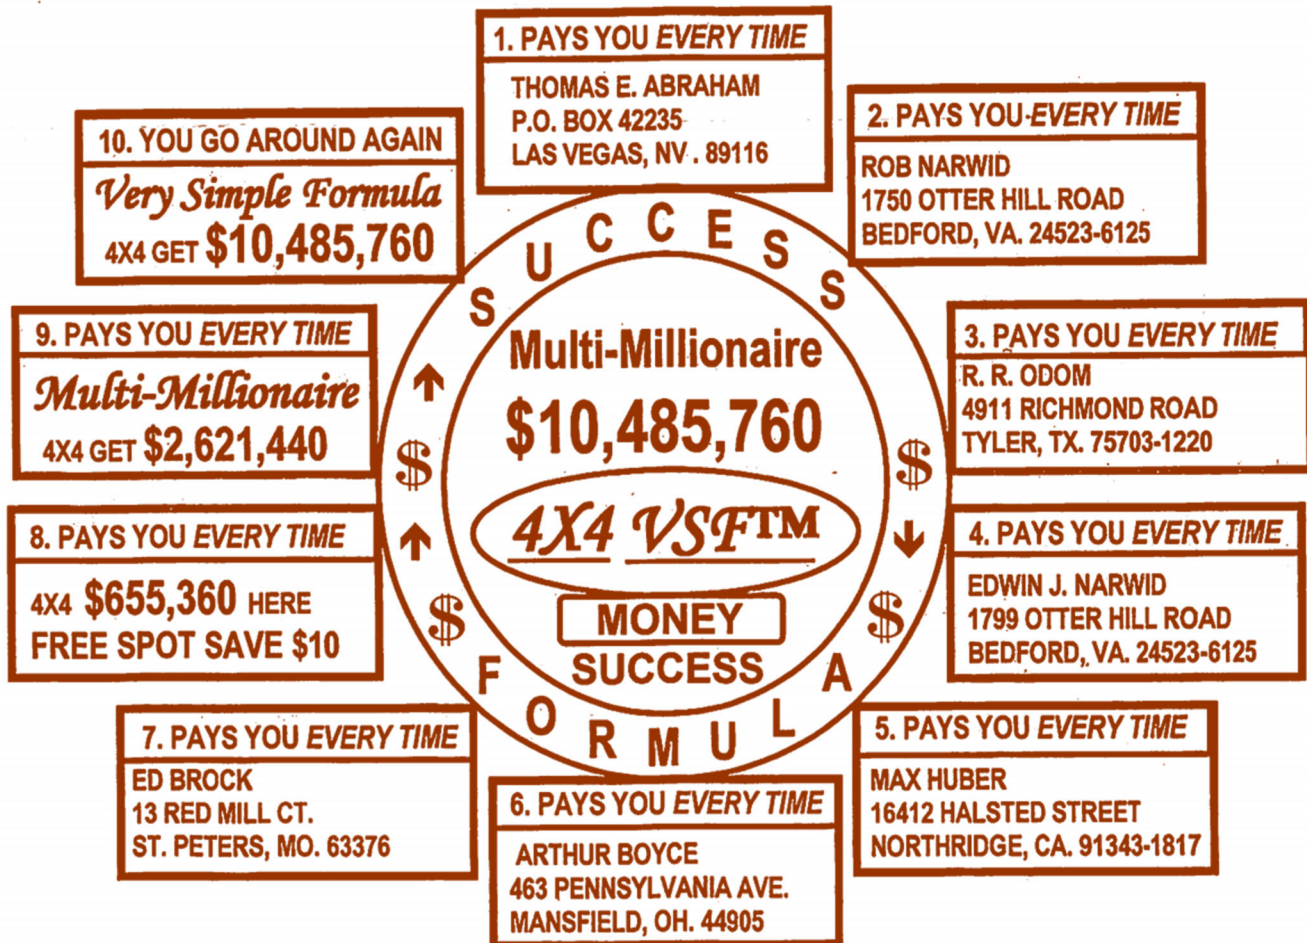 1. PAYS YOU EVERY TIME
THOMAS E. ABRAHAM
P.O. BOX 42235
LAS VEGAS, NV . 89116
2. PAYS YOU EVERY TIME
ROB NARWID
1750 OTTER HILL ROAD
BEDFORD, VA. 24523-6125
3. PAYS YOU EVERY TIME
R. R. ODOM
4911 RICHMOND ROAD
TYLER, TX. 75703-1220
4. PAYS YOU EVERY TIME
EDWIN J. NARWID
1799 OTTER HILL ROAD
BEDFORD, VA. 24523-6125
5. PAYS YOU EVERY TIME
MAX HUBER
16412 HALSTED STREET
NORTHRIDGE, CA. 91343-1817
6. PAYS YOU EVERY TIME
ARTHUR BOYCE
463 PENNSYLVANIA AVE.
MANSFIELD, OH. 44905
7. PAYS YOU EVERY TIME
ED BROCK
13 RED MILL CT.
ST. PETERS, MO. 63376
8. PAYS YOU EVERY TIME
4X4 $655,360 HERE
FREE SPOT SAVE $10
9. PAYS YOU EVERY TIME
Multi-Millionaire
4X4 GET $2,621,440
10. YOU GO AROUND AGAIN
Very Simple Formula
4X4 GET $10,485,760
SUCCESS
$ $
$ $
FORMULA
Multi-Millionaire
$10,485,760
4X4 VSF™
MONEY
SUCCESS